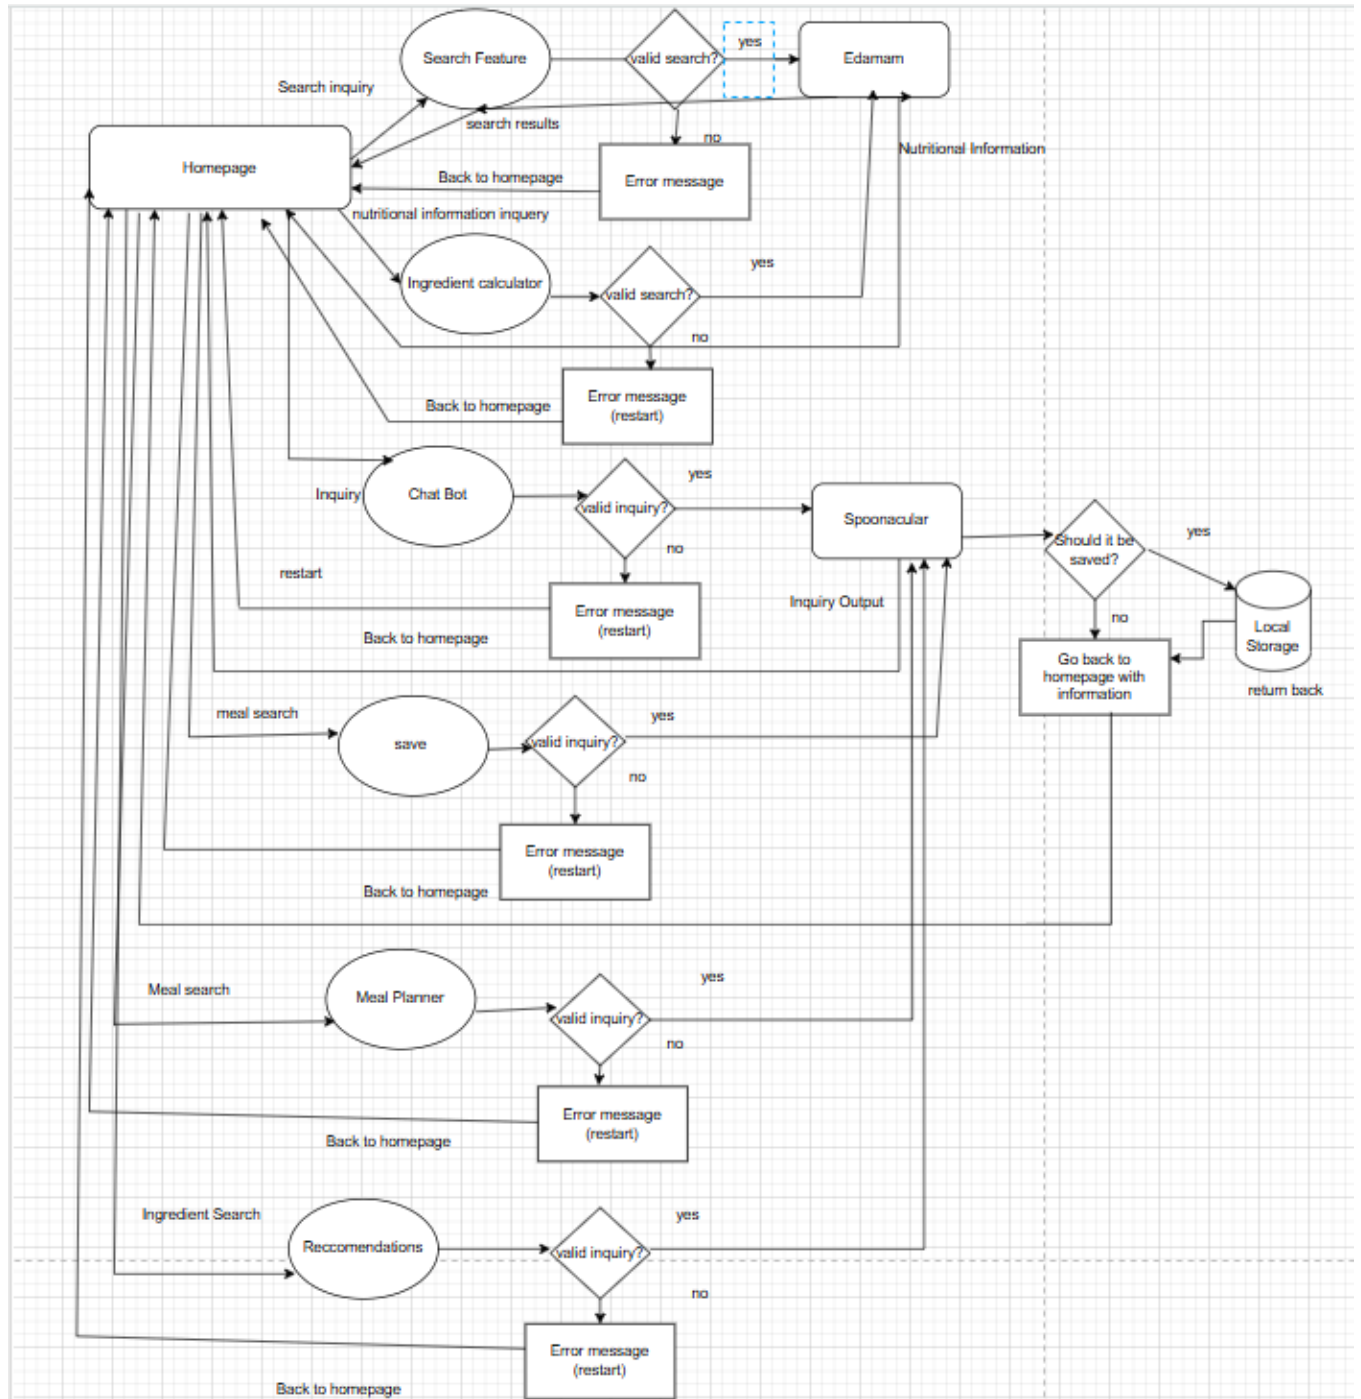 Search Feature
valid search?
yes
Edamam
Search inquiry
search results
no
Nutritional Information
Homepage
Back to homepage
Error message
nutritional information inquery
Ingredient calculator
valid search?
yes
no
Back to homepage
Error message
(restart)
Inquiry
Chat Bot
valid inquiry?
yes
Spoonacular
Should it be
saved?
yes
no
restart
Error message
(restart)
Inquiry Output
Back to homepage
no
Local
Storage
Go back to
homepage with
information
return back
meal search
save
valid inquiry?
yes
no
Error message
(restart)
Back to homepage
Meal search
Meal Planner
valid inquiry?
yes
no
Error message
(restart)
Back to homepage
Ingredient Search
Reccomendations
valid inquiry?
yes
no
Error message
(restart)
Back to homepage